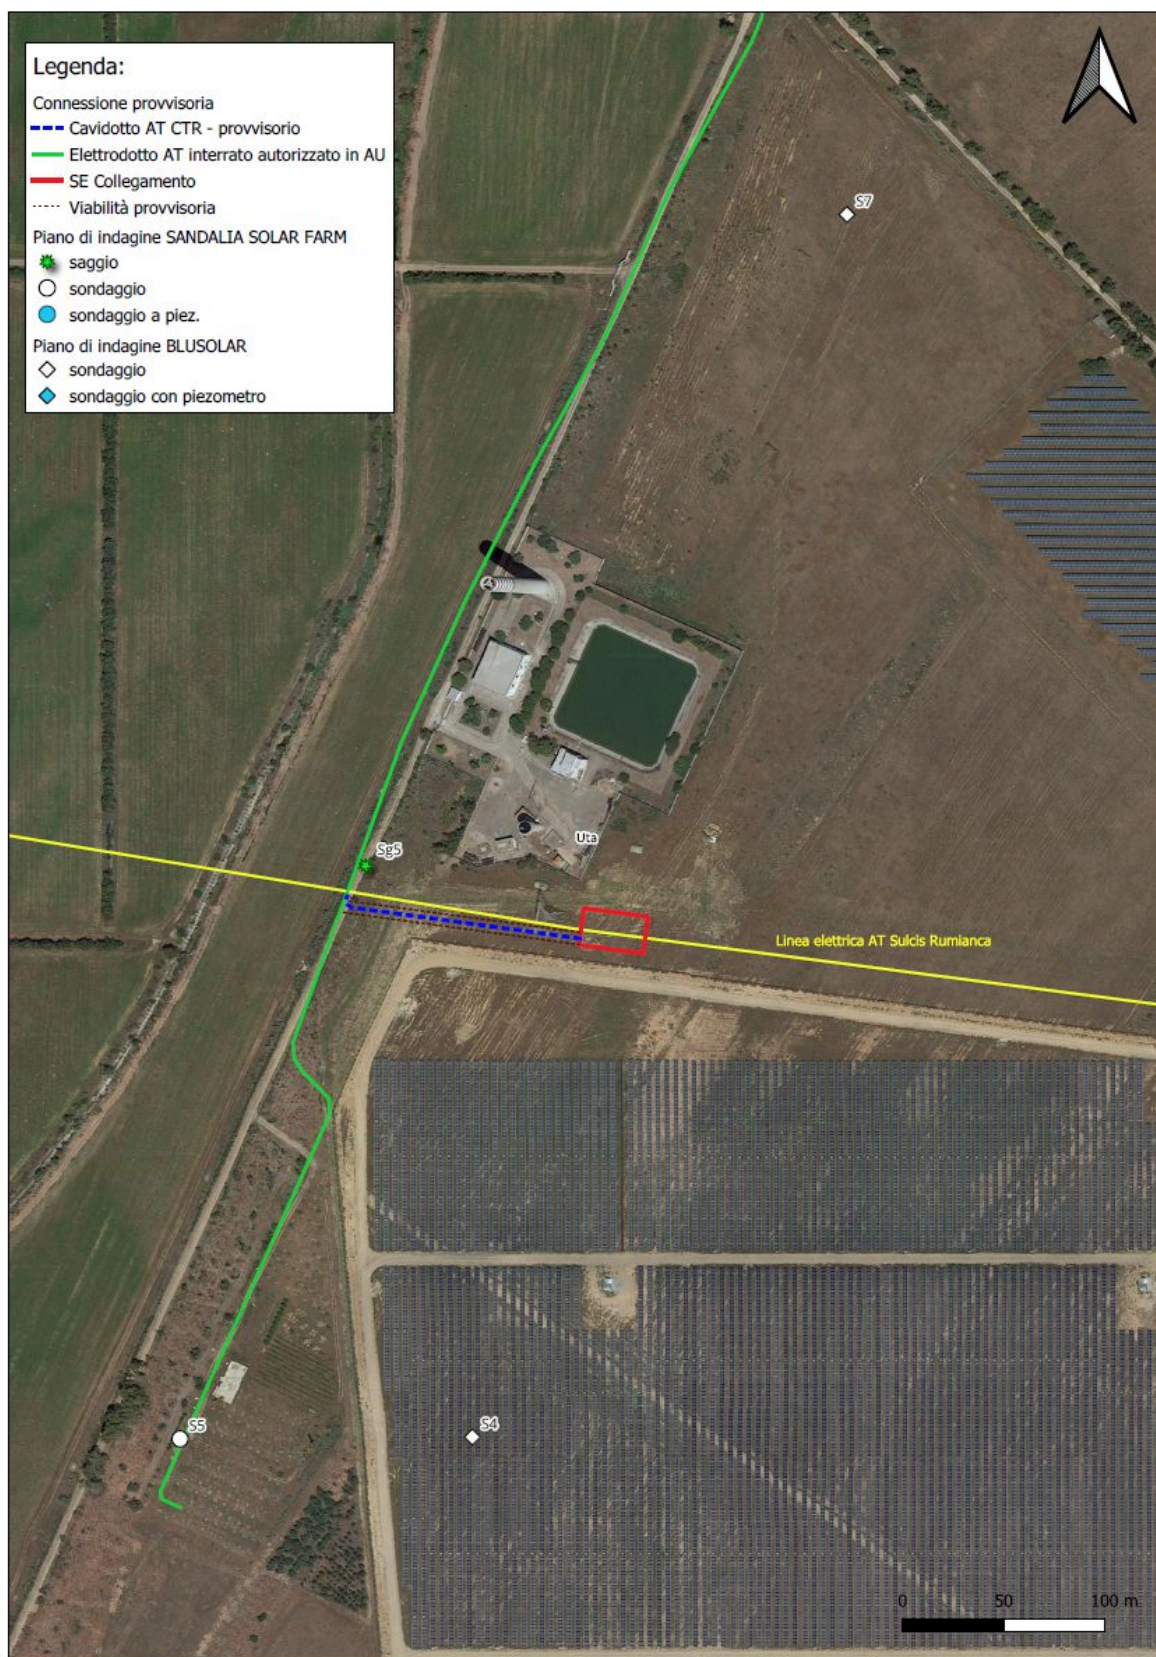 Legenda:
Connessione provvisoria
Cavidotto AT CTR - provvisorio
Elettrodotto AT interrato autorizzato in AU
SE Collegamento
Viabilità provvisoria
Piano di indagine SANDALIA SOLAR FARM
saggio
sondaggio
sondaggio a piez.
Piano di indagine BLUSOLAR
sondaggio
sondaggio con piezometro
S7
Uta
Sg5
Linea elettrica AT Sulcis Rumianca
S5
S4
0 50 100 m